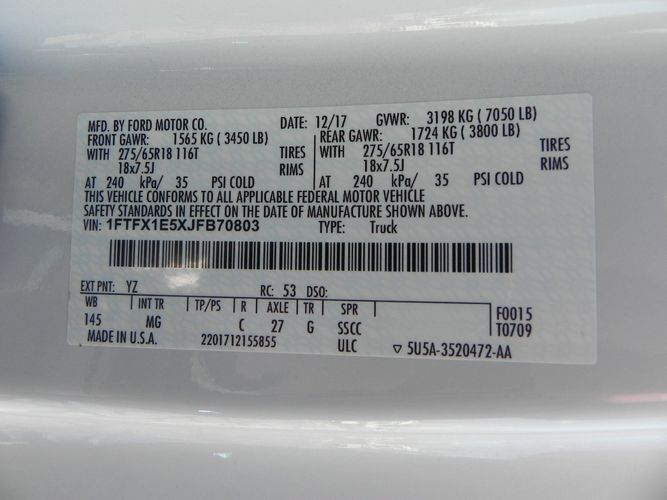 MFD. BY FORD MOTOR CO. DATE: 12/17 GVWR: 3198 KG ( 7050 LB)
FRONT GAWR: 1565 KG ( 3450 LB) REAR GAWR: 1724 KG ( 3800 LB)
WITH 275/65R18 116T TIRES WITH 275/65R18 116T TIRES
18x7.5J RIMS 18x7.5J RIMS
AT 240 kPa/ 35 PSI COLD AT 240 kPa/ 35 PSI COLD
THIS VEHICLE CONFORMS TO ALL APPLICABLE FEDERAL MOTOR VEHICLE
SAFETY STANDARDS IN EFFECT ON THE DATE OF MANUFACTURE SHOWN ABOVE.
VIN: 1FTFX1E5XJFB70803 TYPE: Truck
EXT PNT: YZ RC: 53 DSO:
WB INT TR TP/PS R AXLE TR SPR F0015
145 MG C 27 G SSCC T0709
MADE IN U.S.A. 2201712155855 ULC ▽ 5U5A-3520472-AA